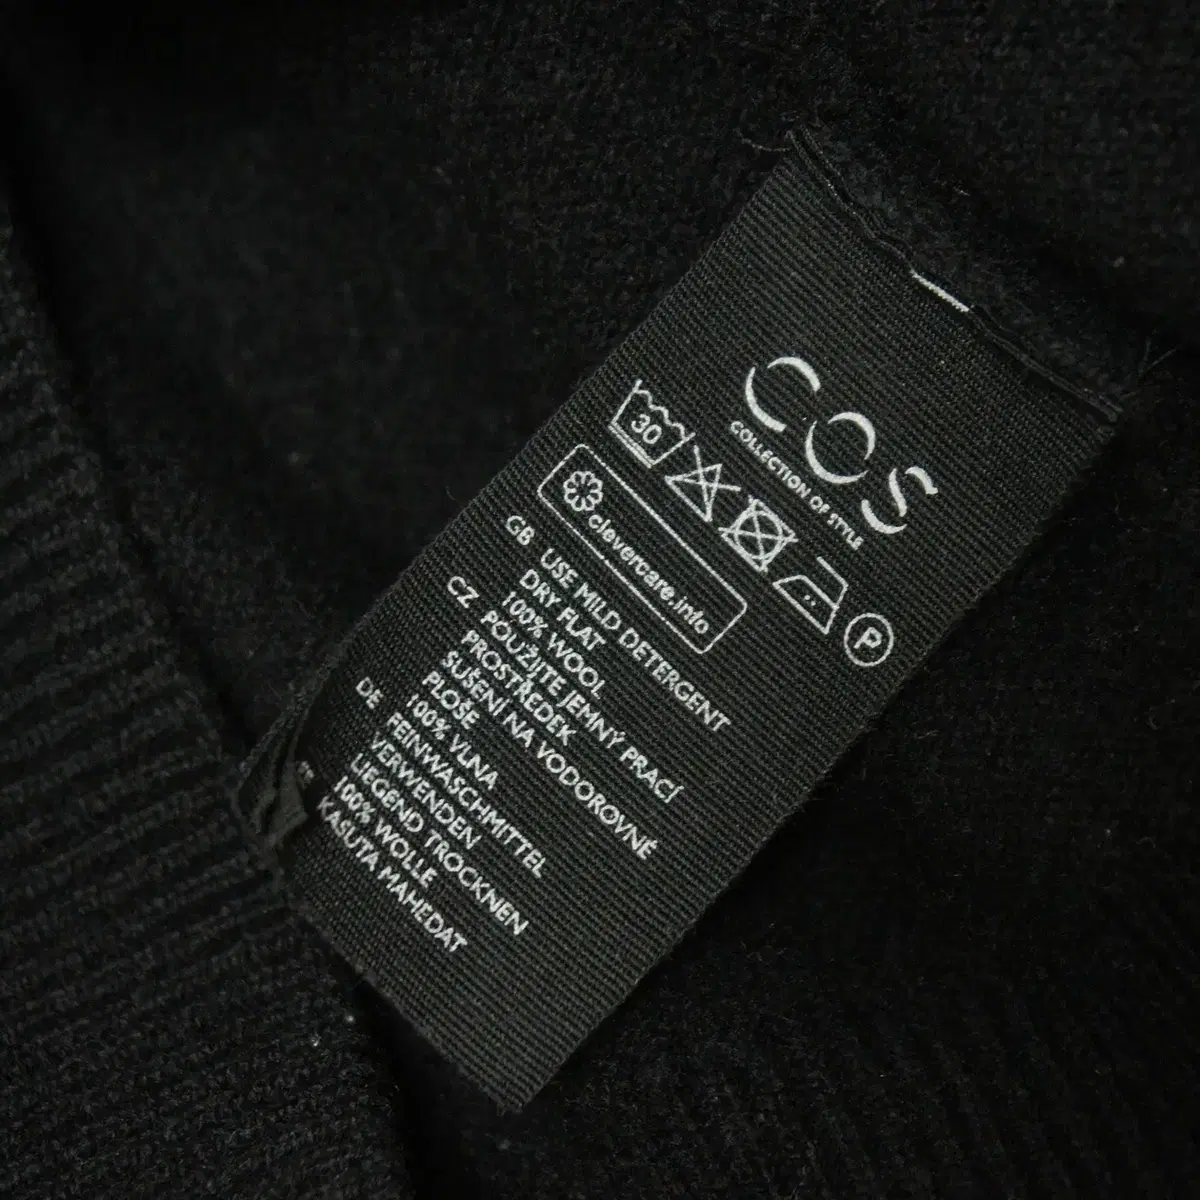 COS
COLLECTION OF STYLE
30
P
clevercare.info
GB USE MILD DETERGENT
DRY FLAT
100% WOOL
CZ POUŽIJTE JEMNÝ PRACÍ
PROSTŘEDEK
SUŠENÍ NA VODOROVNÉ
PLOŠE
100% VLNA
DE FEINWASCHMITTEL
VERWENDEN
LIEGEND TROCKNEN
100% WOLLE
KASUTA MAHEDAT